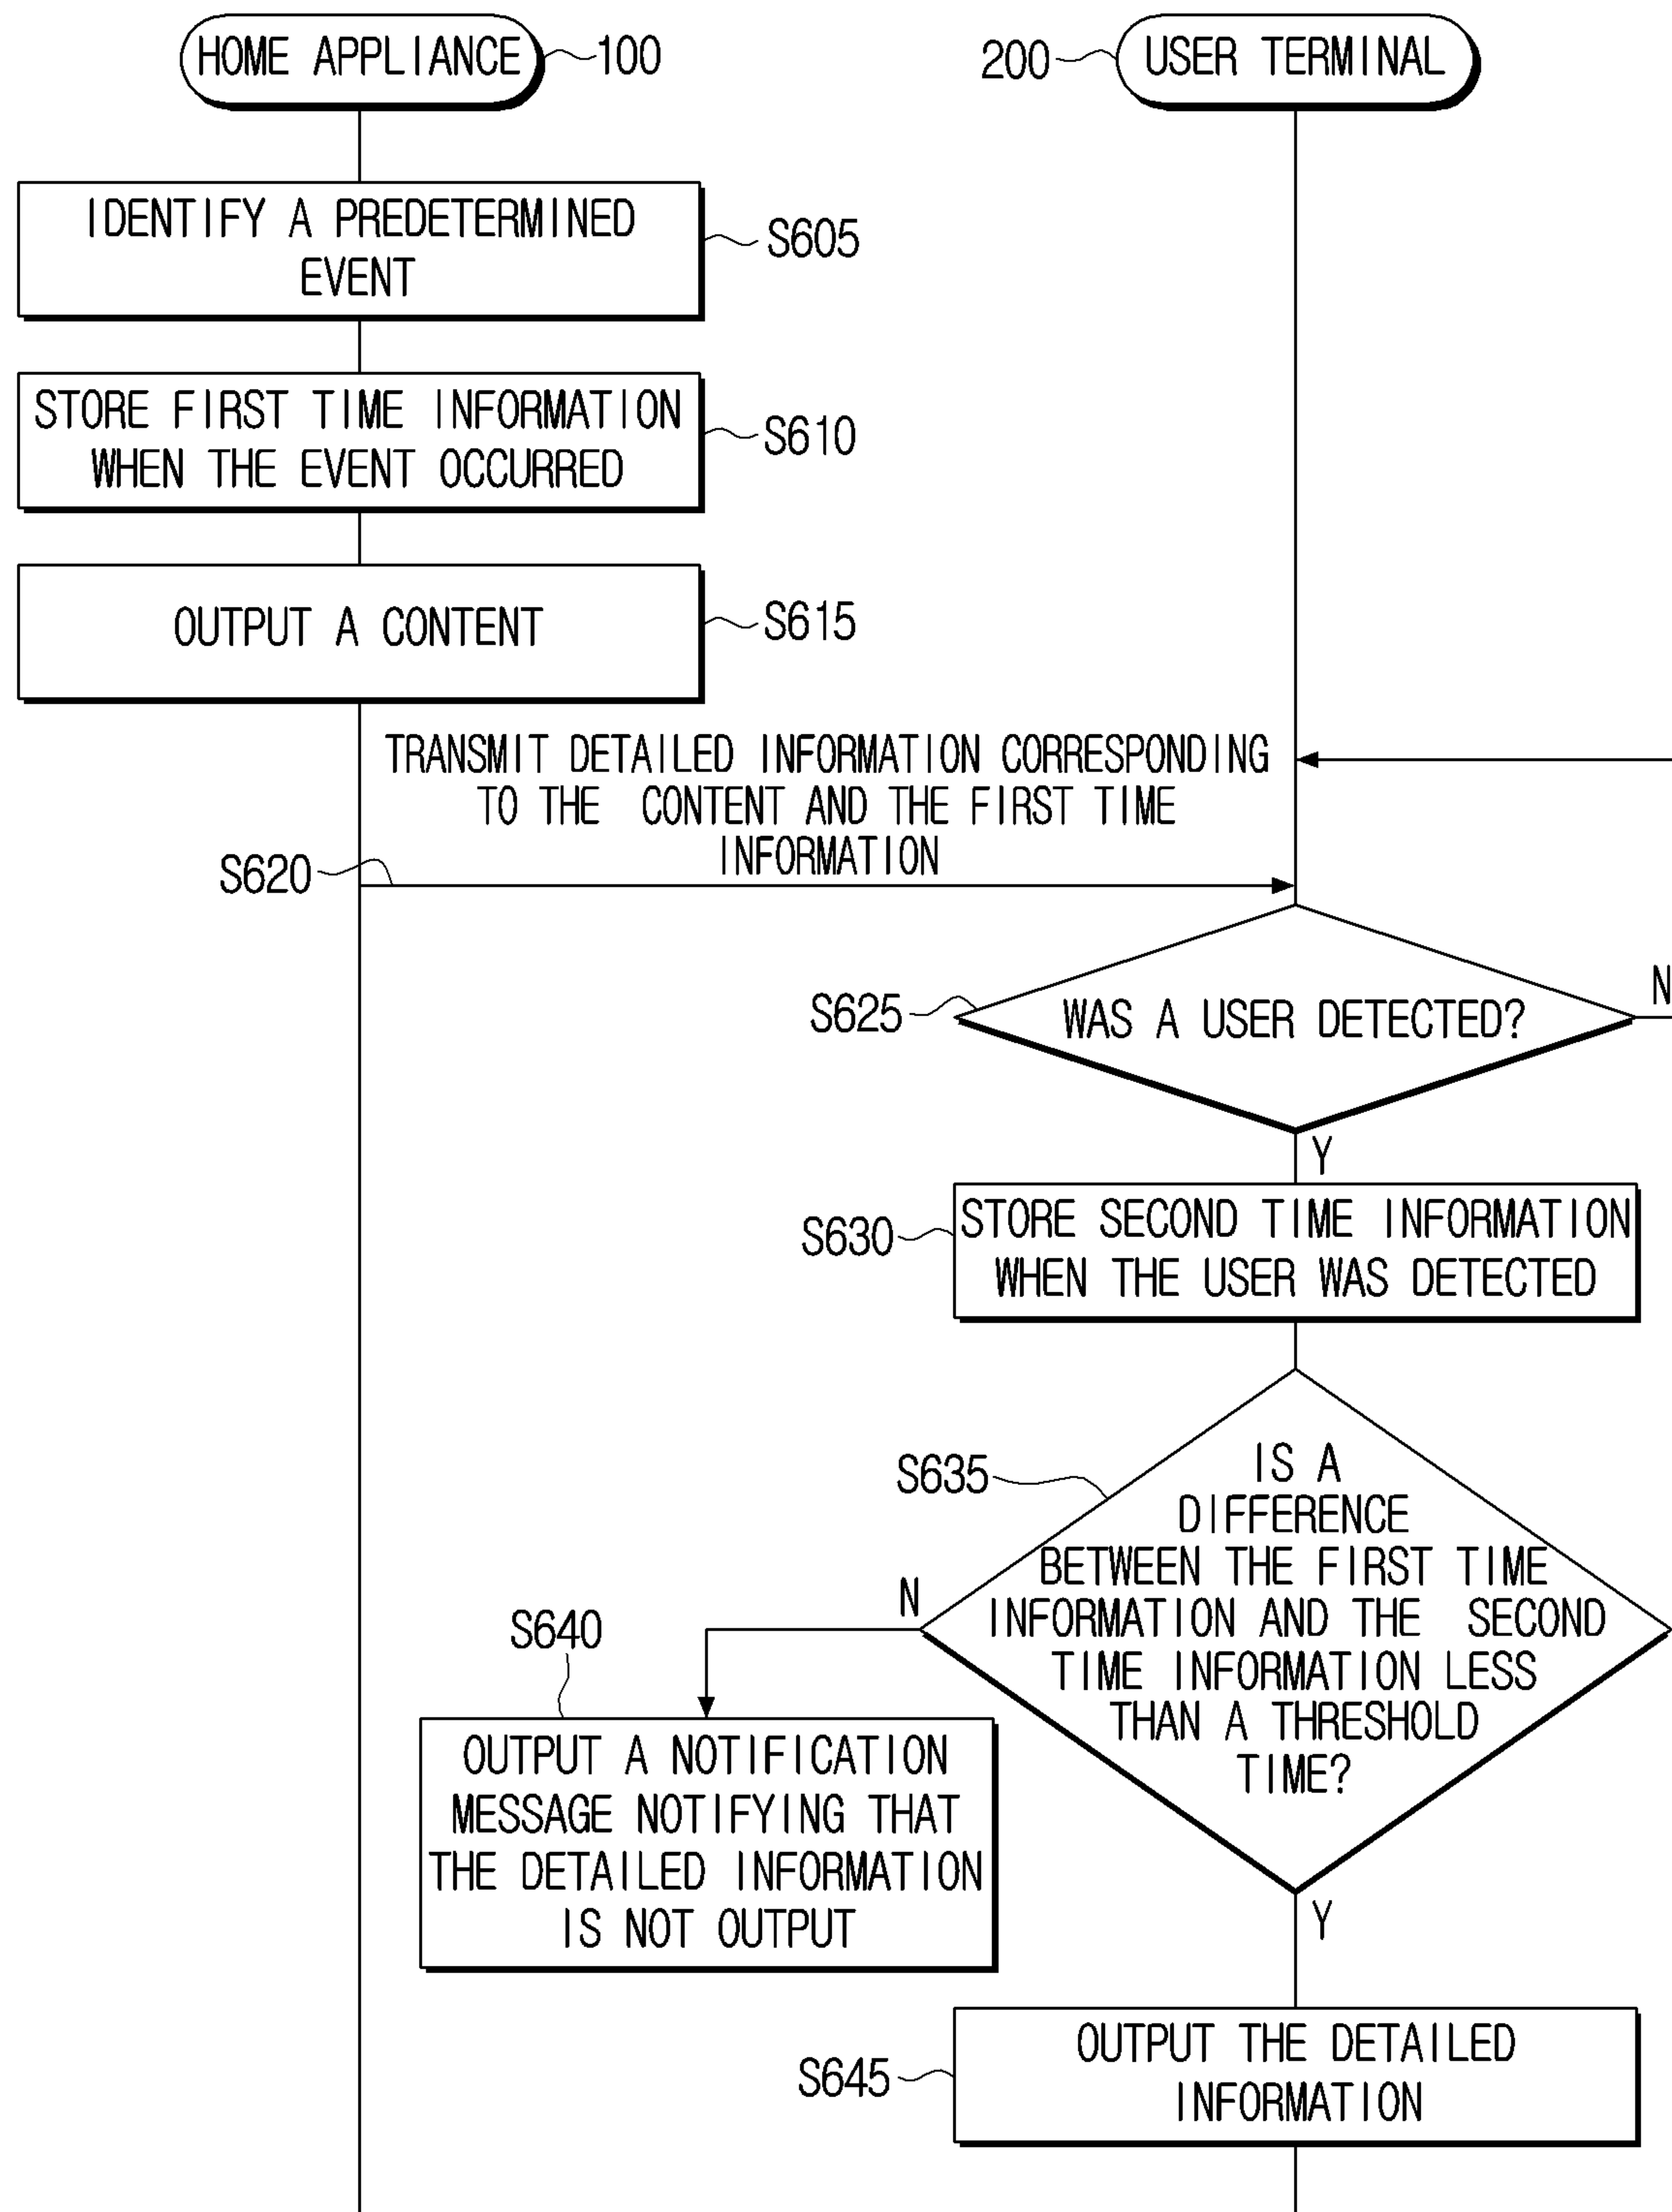 HOME APPLIANCE
100
200
USER TERMINAL
IDENTIFY A PREDETERMINED
EVENT
S605
STORE FIRST TIME INFORMATION
WHEN THE EVENT OCCURRED
S610
OUTPUT A CONTENT
S615
TRANSMIT DETAILED INFORMATION CORRESPONDING
TO THE CONTENT AND THE FIRST TIME
INFORMATION
S620
S625
WAS A USER DETECTED?
N
Y
S630
STORE SECOND TIME INFORMATION
WHEN THE USER WAS DETECTED
S635
IS A
DIFFERENCE
BETWEEN THE FIRST TIME
INFORMATION AND THE SECOND
TIME INFORMATION LESS
THAN A THRESHOLD
TIME?
N
S640
OUTPUT A NOTIFICATION
MESSAGE NOTIFYING THAT
THE DETAILED INFORMATION
IS NOT OUTPUT
Y
S645
OUTPUT THE DETAILED
INFORMATION